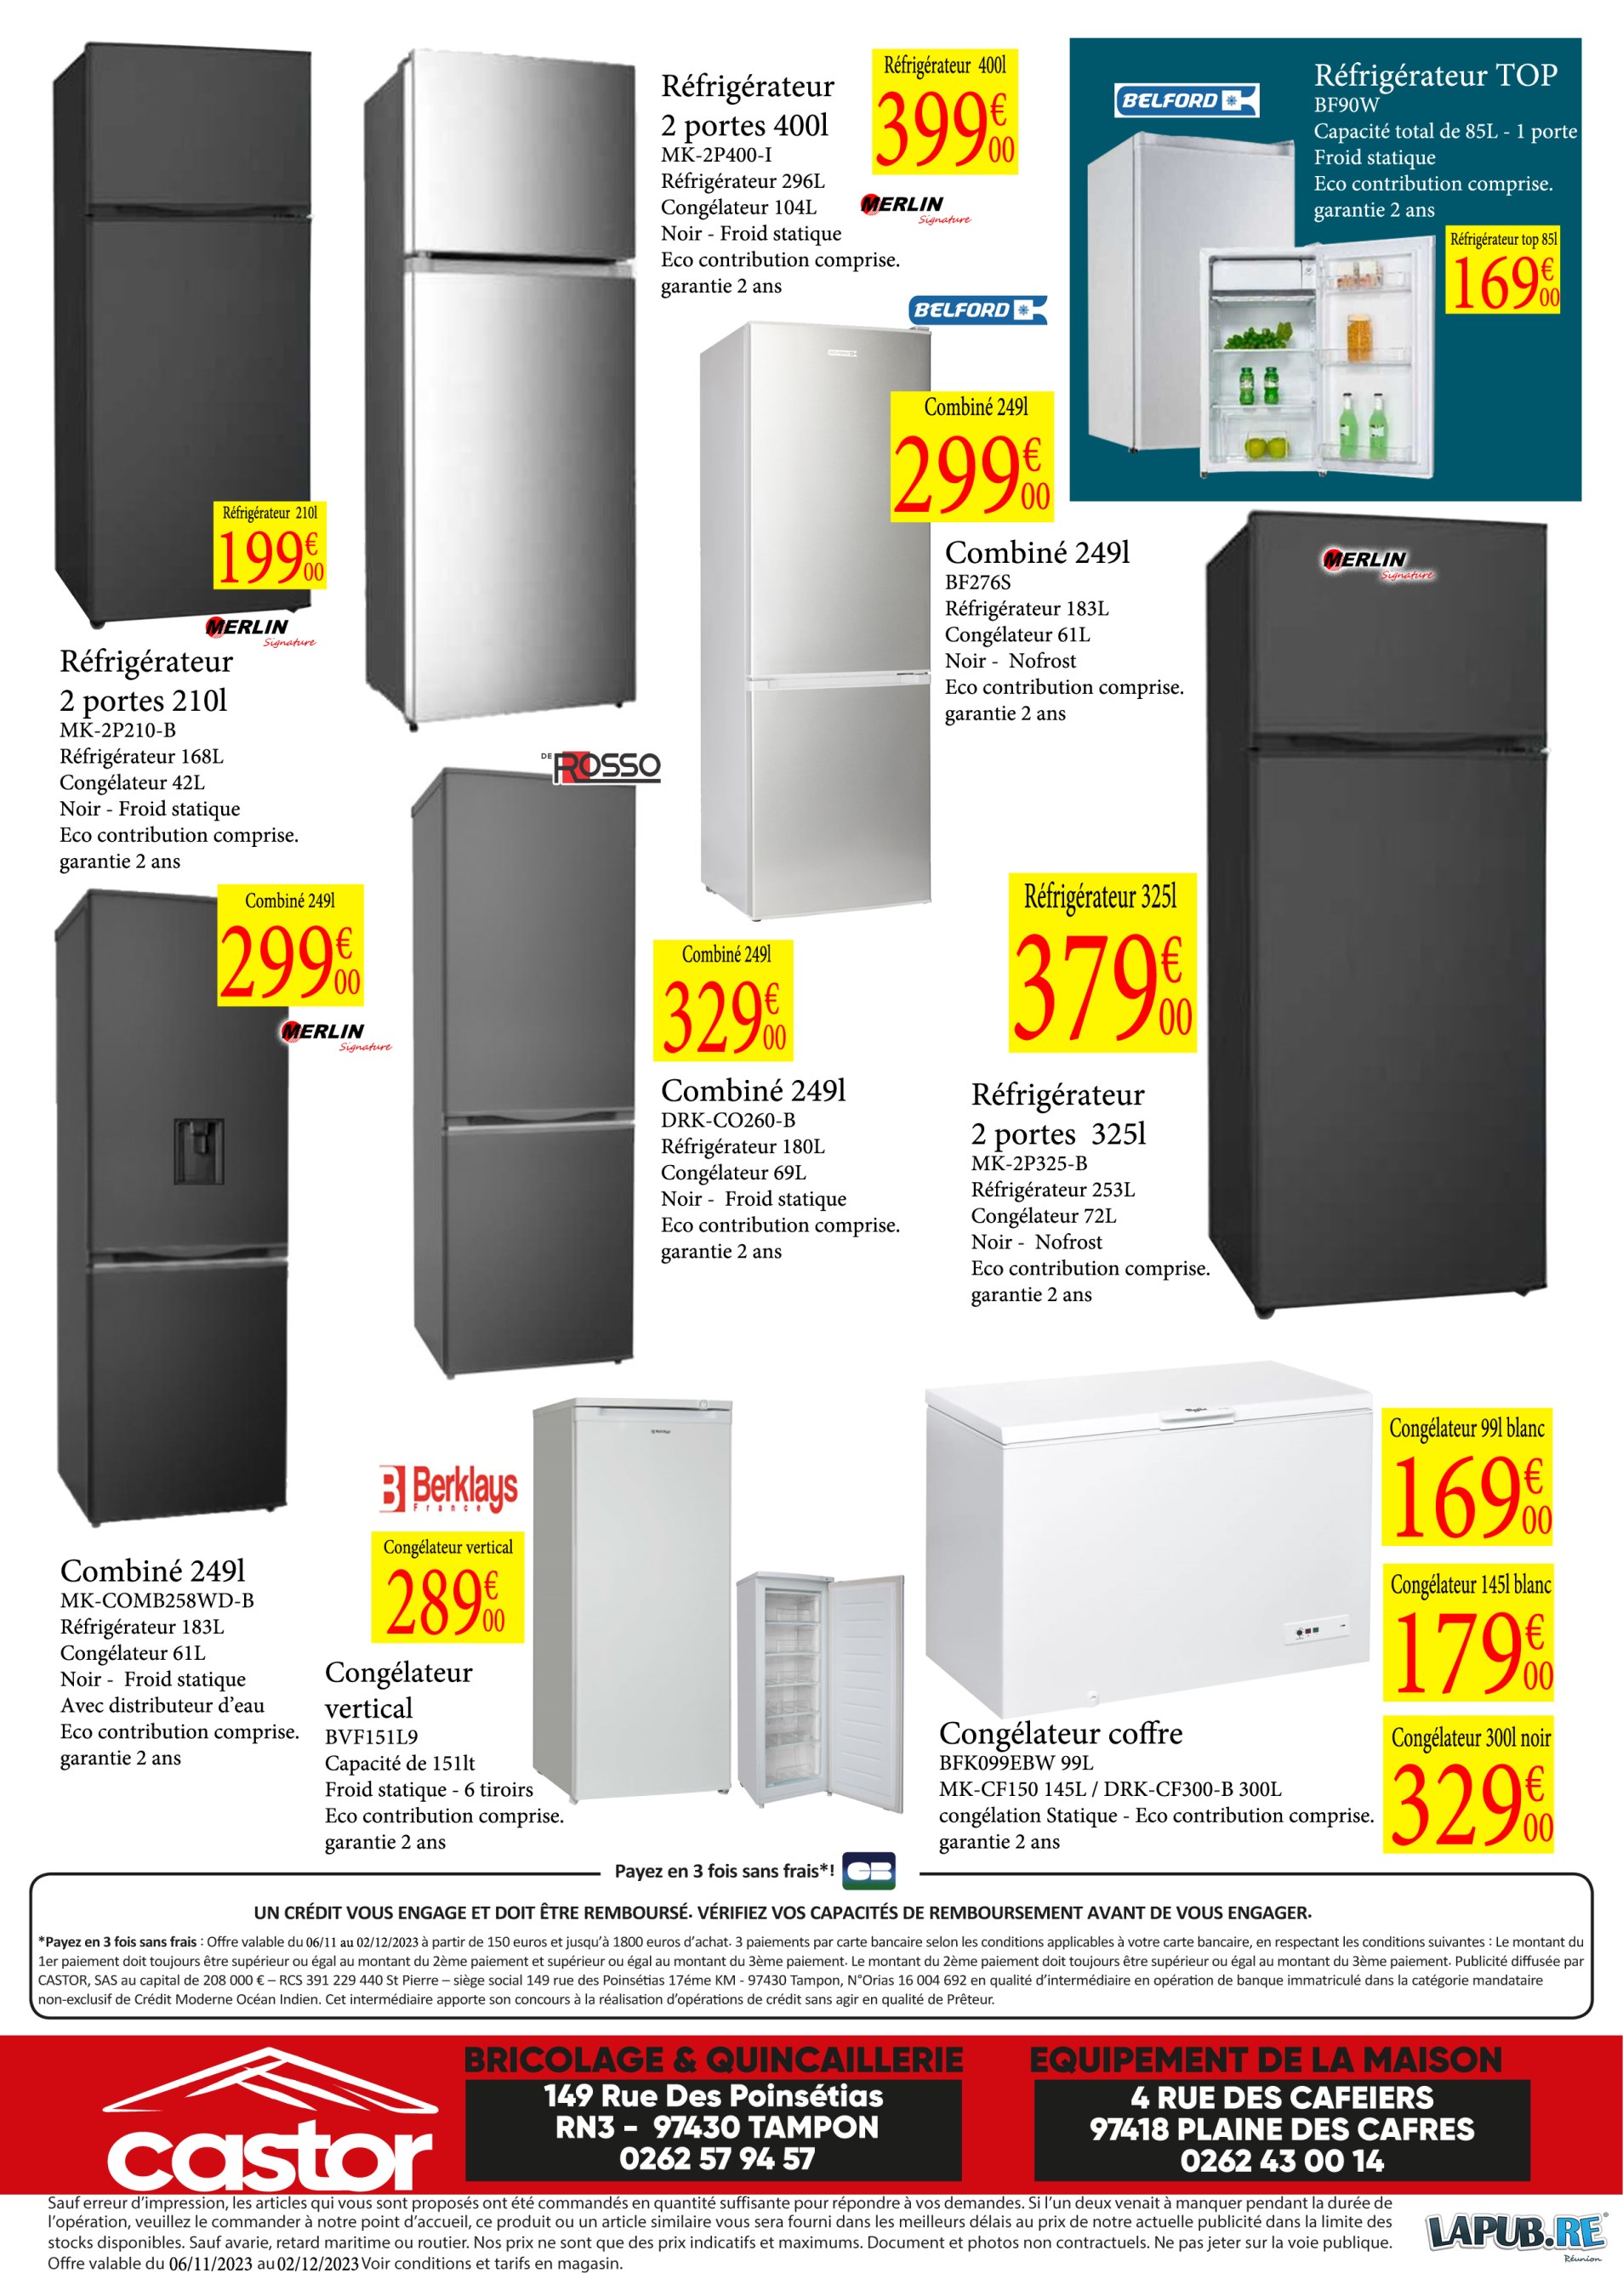 Réfrigérateur 210l
199€00
MERLIN
Signature
Réfrigérateur
2 portes 210l
MK-2P210-B
Réfrigérateur 168L
Congélateur 42L
Noir - Froid statique
Eco contribution comprise.
garantie 2 ans
Réfrigérateur
2 portes 400l
MK-2P400-I
Réfrigérateur 296L
Congélateur 104L
Noir - Froid statique
Eco contribution comprise.
garantie 2 ans
Réfrigérateur 400l
399€00
MERLIN
Signature
BELFORD
Réfrigérateur TOP
BF90W
Capacité total de 85L - 1 porte
Froid statique
Eco contribution comprise.
garantie 2 ans
Réfrigérateur top 85l
169€00
BELFORD
Combiné 249l
299€00
Combiné 249l
BF276S
Réfrigérateur 183L
Congélateur 61L
Noir - Nofrost
Eco contribution comprise.
garantie 2 ans
MERLIN
Signature
Réfrigérateur 325l
379€00
Réfrigérateur
2 portes 325l
MK-2P325-B
Réfrigérateur 253L
Congélateur 72L
Noir - Nofrost
Eco contribution comprise.
garantie 2 ans
DE ROSSO
Combiné 249l
329€00
Combiné 249l
DRK-CO260-B
Réfrigérateur 180L
Congélateur 69L
Noir - Froid statique
Eco contribution comprise.
garantie 2 ans
Combiné 249l
299€00
MERLIN
Signature
Combiné 249l
MK-COMB258WD-B
Réfrigérateur 183L
Congélateur 61L
Noir - Froid statique
Avec distributeur d’eau
Eco contribution comprise.
garantie 2 ans
Berklays
France
Congélateur vertical
289€00
Congélateur
vertical
BVF151L9
Capacité de 151lt
Froid statique - 6 tiroirs
Eco contribution comprise.
garantie 2 ans
Congélateur coffre
BFK099EBW 99L
MK-CF150 145L / DRK-CF300-B 300L
congélation Statique - Eco contribution comprise.
garantie 2 ans
Congélateur 99l blanc
169€00
Congélateur 145l blanc
179€00
Congélateur 300l noir
329€00
Payez en 3 fois sans frais*! CB
UN CRÉDIT VOUS ENGAGE ET DOIT ÊTRE REMBOURSÉ. VÉRIFIEZ VOS CAPACITÉS DE REMBOURSEMENT AVANT DE VOUS ENGAGER.
*Payez en 3 fois sans frais : Offre valable du 06/11 au 02/12/2023 à partir de 150 euros et jusqu’à 1800 euros d’achat. 3 paiements par carte bancaire selon les conditions applicables à votre carte bancaire, en respectant les conditions suivantes : Le montant du
1er paiement doit toujours être supérieur ou égal au montant du 2ème paiement et supérieur ou égal au montant du 3ème paiement. Le montant du 2ème paiement doit toujours être supérieur ou égal au montant du 3ème paiement. Publicité diffusée par
CASTOR, SAS au capital de 208 000 € – RCS 391 229 440 St Pierre – siège social 149 rue des Poinsétias 17éme KM - 97430 Tampon, N°Orias 16 004 692 en qualité d’intermédiaire en opération de banque immatriculé dans la catégorie mandataire
non-exclusif de Crédit Moderne Océan Indien. Cet intermédiaire apporte son concours à la réalisation d’opérations de crédit sans agir en qualité de Prêteur.
castor
BRICOLAGE & QUINCAILLERIE
149 Rue Des Poinsétias
RN3 - 97430 TAMPON
0262 57 94 57
EQUIPEMENT DE LA MAISON
4 RUE DES CAFEIERS
97418 PLAINE DES CAFRES
0262 43 00 14
Sauf erreur d’impression, les articles qui vous sont proposés ont été commandés en quantité suffisante pour répondre à vos demandes. Si l’un deux venait à manquer pendant la durée de
l’opération, veuillez le commander à notre point d’accueil, ce produit ou un article similaire vous sera fourni dans les meilleurs délais au prix de notre actuelle publicité dans la limite des
stocks disponibles. Sauf avarie, retard maritime ou routier. Nos prix ne sont que des prix indicatifs et maximums. Document et photos non contractuels. Ne pas jeter sur la voie publique.
Offre valable du 06/11/2023 au 02/12/2023 Voir conditions et tarifs en magasin.
LAPUB.RE
Réunion